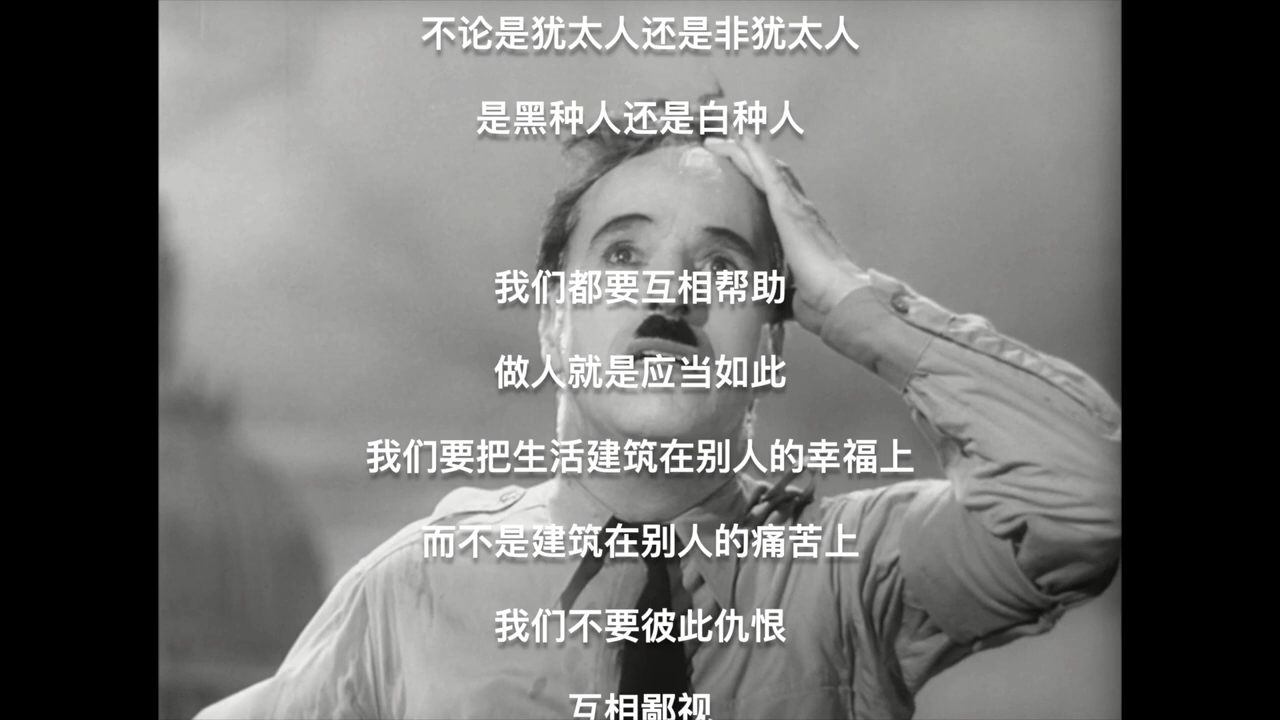 不论是犹太人还是非犹太人
是黑种人还是白种人
我们都要互相帮助
做人就是应当如此
我们要把生活建筑在别人的幸福上
而不是建筑在别人的痛苦上
我们不要彼此仇恨
互相鄙视